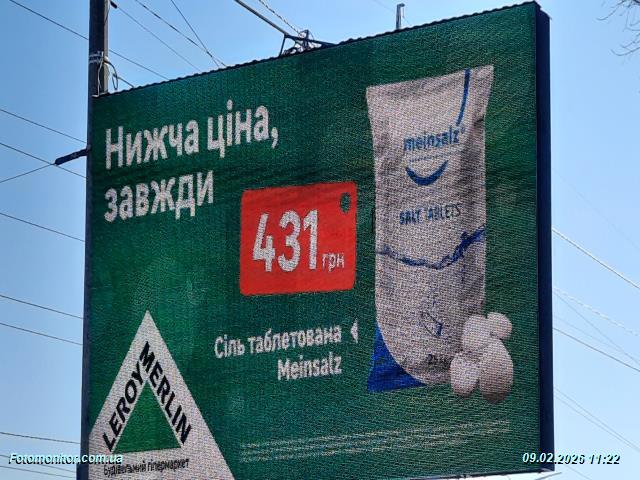 Нижча ціна,
завжди
431 грн
Сіль таблетована
Meinsalz
meinsalz
SALT TABLETS
LEROY MERLIN
Будівельний гіпермаркет
Fotomonitor.com.ua
09.02.2026 11:22